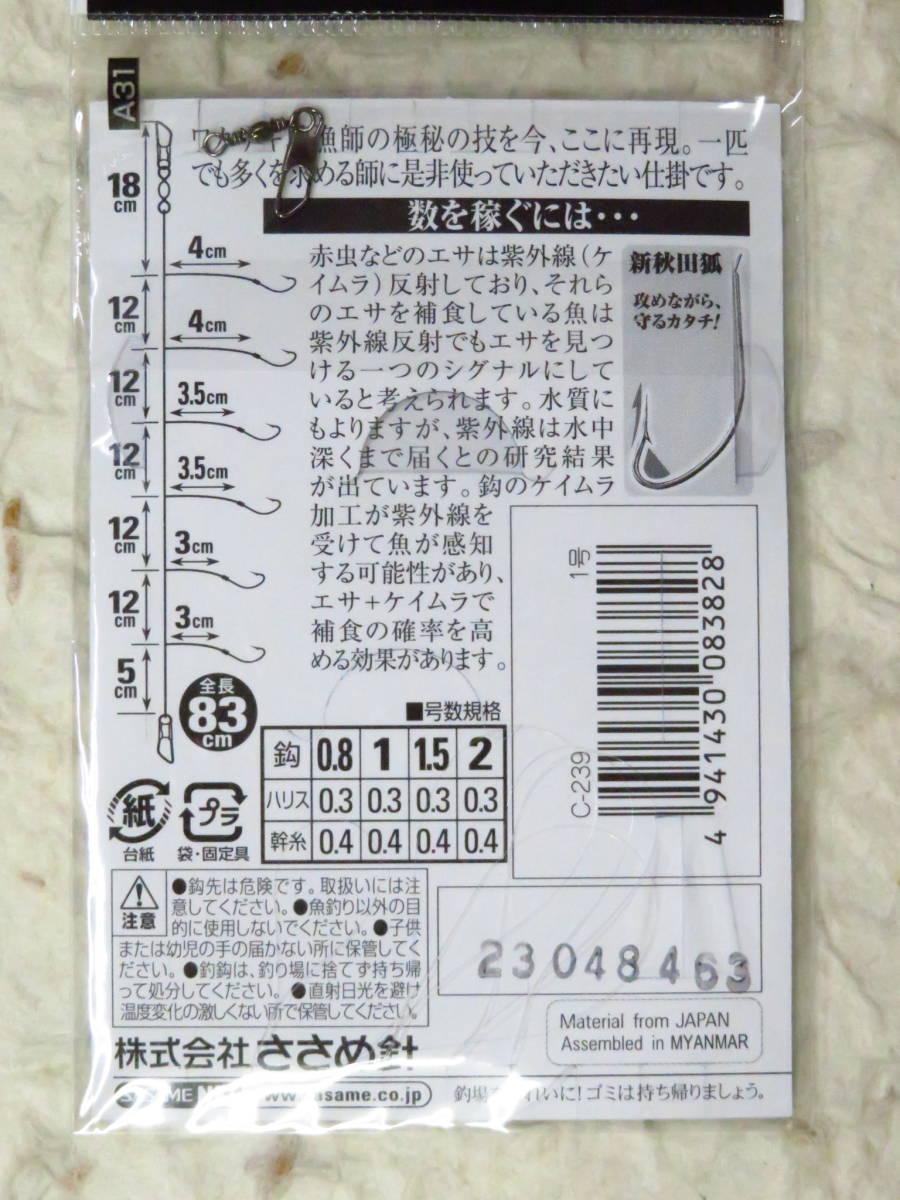 A31
漁師の極秘の技を今、ここに再現。一匹
でも多くを求める師に是非使っていただきたい仕掛です。
数を稼ぐには・・・
赤虫などのエサは紫外線(ケ
イムラ)反射しており、それら
のエサを補食している魚は
紫外線反射でもエサを見つ
ける一つのシグナルにして
いると考えられます。水質に
もよりますが、紫外線は水中
深くまで届くとの研究結果
が出ています。鈎のケイムラ
加工が紫外線を
受けて魚が感知
する可能性があり、
エサ+ケイムラで
補食の確率を高
める効果があります。
新秋田狐
攻めながら、
守るカタチ!
18cm
4cm
12cm
4cm
12cm
3.5cm
12cm
3.5cm
12cm
3cm
12cm
3cm
5cm
全長
83
cm
■号数規格
鈎 0.8 1 1.5 2
ハリス 0.3 0.3 0.3 0.3
幹糸 0.4 0.4 0.4 0.4
1号
4941430083828
C-239
紙
台紙
プラ
袋・固定具
注意
●鈎先は危険です。取扱いには注
意してください。●魚釣り以外の目
的に使用しないでください。●子供
または幼児の手の届かない所に保管してく
ださい。●釣鈎は、釣り場に捨てず持ち帰
って処分してください。●直射日光を避け
温度変化の激しくない所で保管してください。
23048463
Material from JAPAN
Assembled in MYANMAR
株式会社 ささめ針
SASAME www.sasame.co.jp
釣場をきれいに!ゴミは持ち帰りましょう。